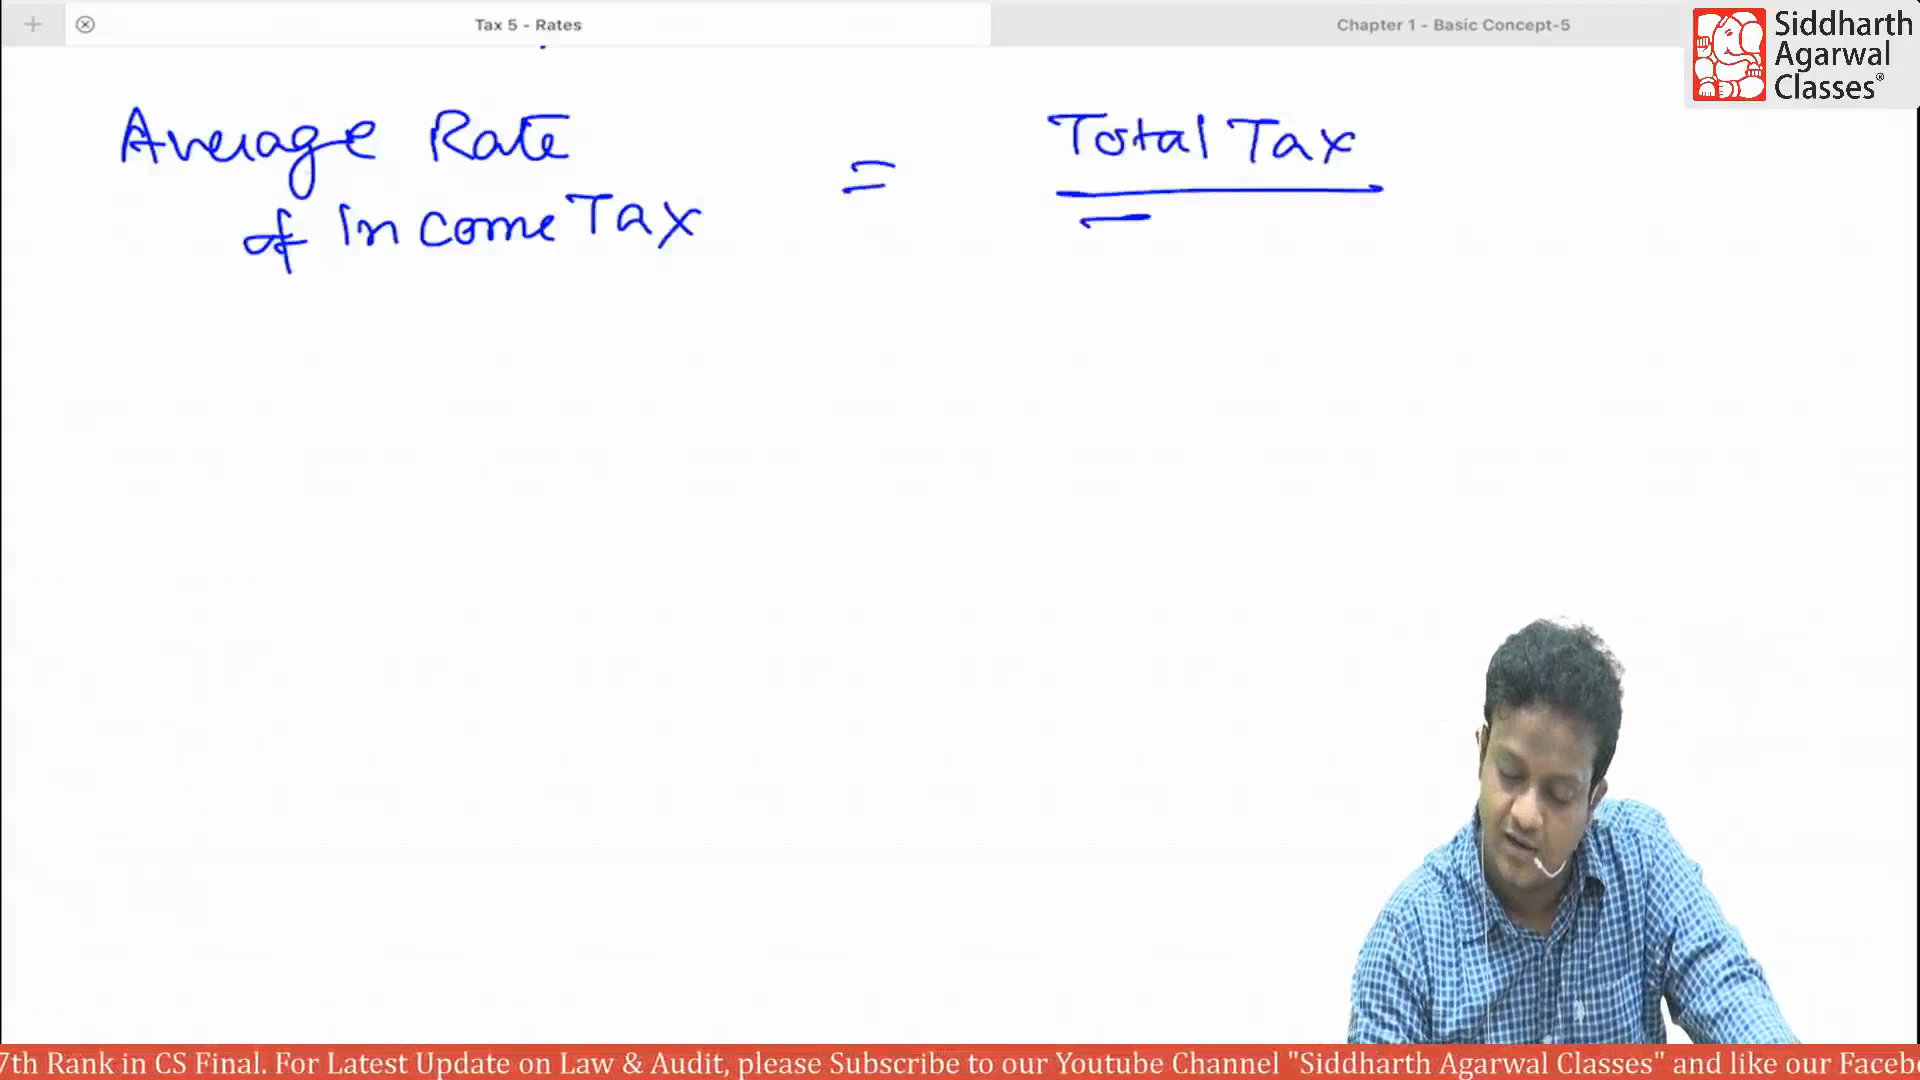 Tax 5 - Rates
Chapter 1 - Basic Concept-5
Siddharth
Agarwal
Classes®
Average Rate
of Income Tax
=
Total Tax
7th Rank in CS Final. For Latest Update on Law & Audit, please Subscribe to our Youtube Channel "Siddharth Agarwal Classes" and like our Facebo